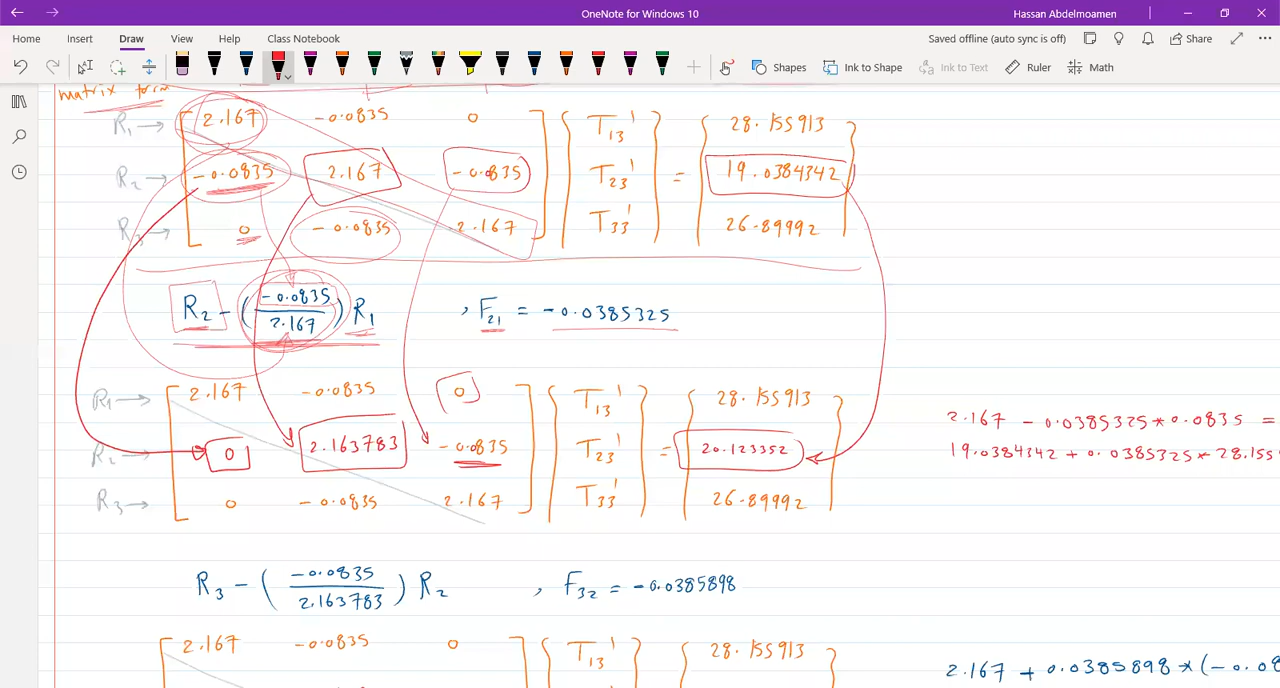 OneNote for Windows 10
Hassan Abdelmoamen
Home Insert Draw View Help Class Notebook
Saved offline (auto sync is off) Share
Shapes Ink to Shape Ink to Text Ruler Math
matrix form
R1 → 2.167 -0.0835 0 T13' 28.155913
R2 → -0.0835 2.167 -0.0835 T23' = 19.0384342
R3 → 0 -0.0835 2.167 T33' 26.89992
R2 - (-0.0835 / 2.167) R1 , F21 = -0.0385325
R1 → 2.167 -0.0835 0 T13' 28.155913
R2 → 0 2.163783 -0.0835 T23' = 20.123352
R3 → 0 -0.0835 2.167 T33' 26.89992
2.167 - 0.0385325 * 0.0835 =
19.0384342 + 0.0385325 * 28.155
R3 - (-0.0835 / 2.163783) R2 , F32 = -0.0385898
2.167 -0.0835 0 T13' 28.155913
2.167 + 0.0385898 * (-0.08